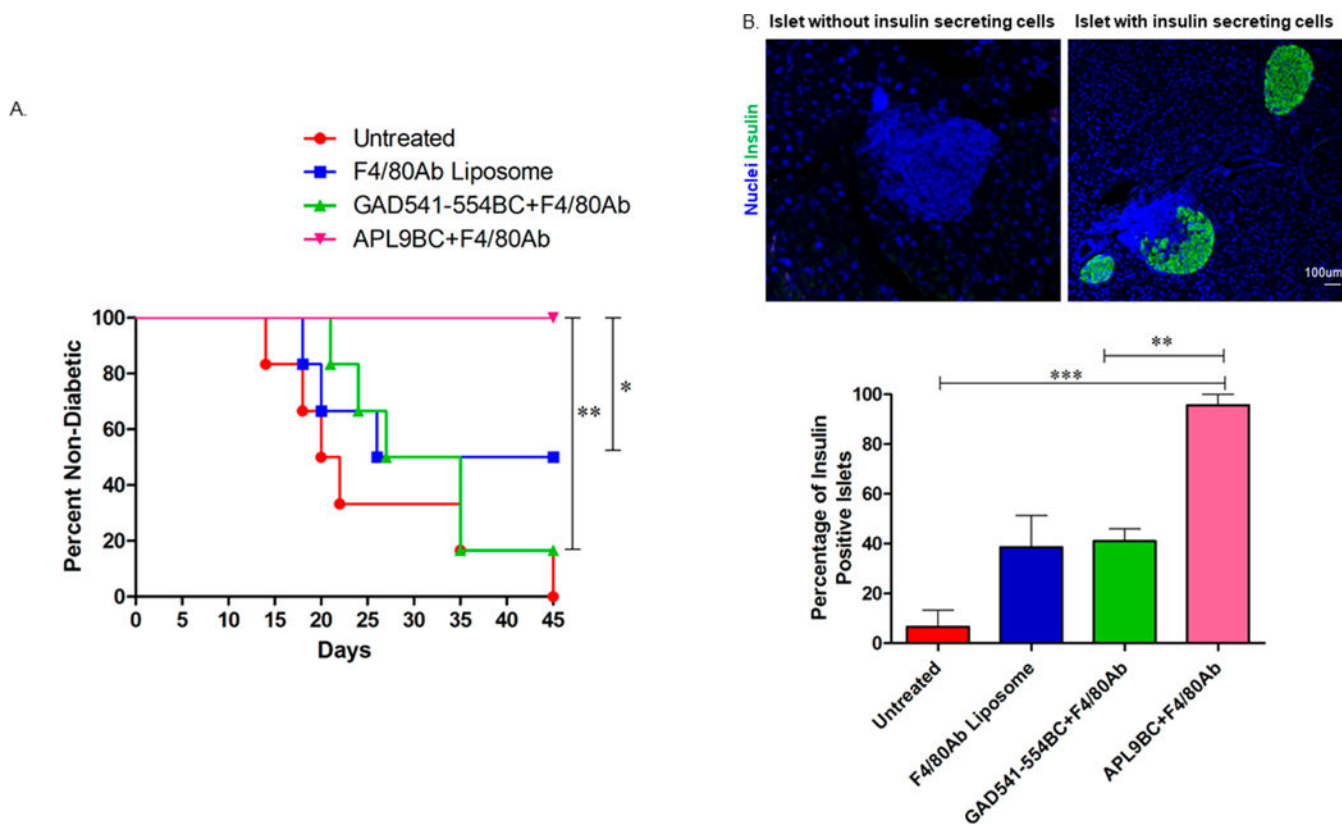 A.
Untreated
F4/80Ab Liposome
GAD541-554BC+F4/80Ab
APL9BC+F4/80Ab
Percent Non-Diabetic
100
80
60
40
20
0
0 5 10 15 20 25 30 35 40 45
Days
*
**
B. Islet without insulin secreting cells Islet with insulin secreting cells
Nuclei Insulin
100um
**
***
Percentage of Insulin
Positive Islets
100
80
60
40
20
0
Untreated
F4/80Ab Liposome
GAD541-554BC+F4/80Ab
APL9BC+F4/80Ab